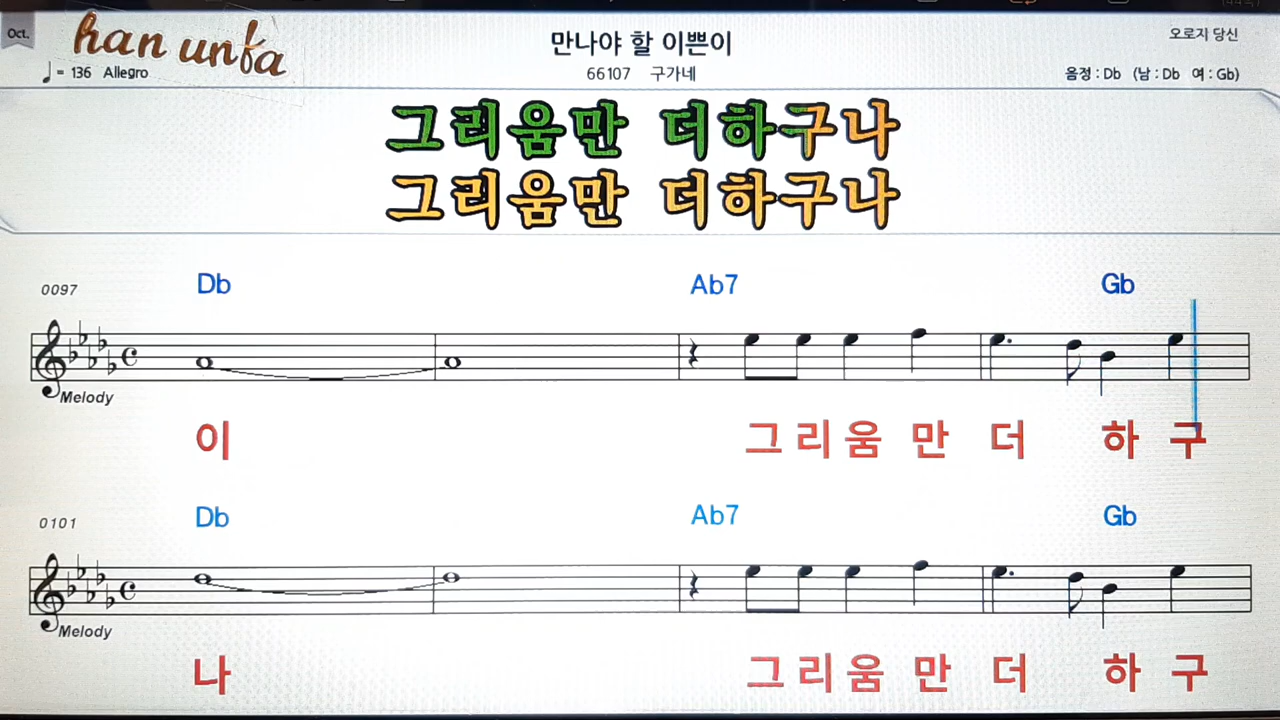 Oct.
han unfa
만나야 할 이쁜이
오로지 당신
♩= 136 Allegro
66107 구가네
음정 : Db (남 : Db 여 : Gb)
그리움만 더하구나
그리움만 더하구나
0097
Db Ab7 Gb
Melody
이 그 리 움 만 더 하 구
0101
Db Ab7 Gb
Melody
나 그 리 움 만 더 하 구